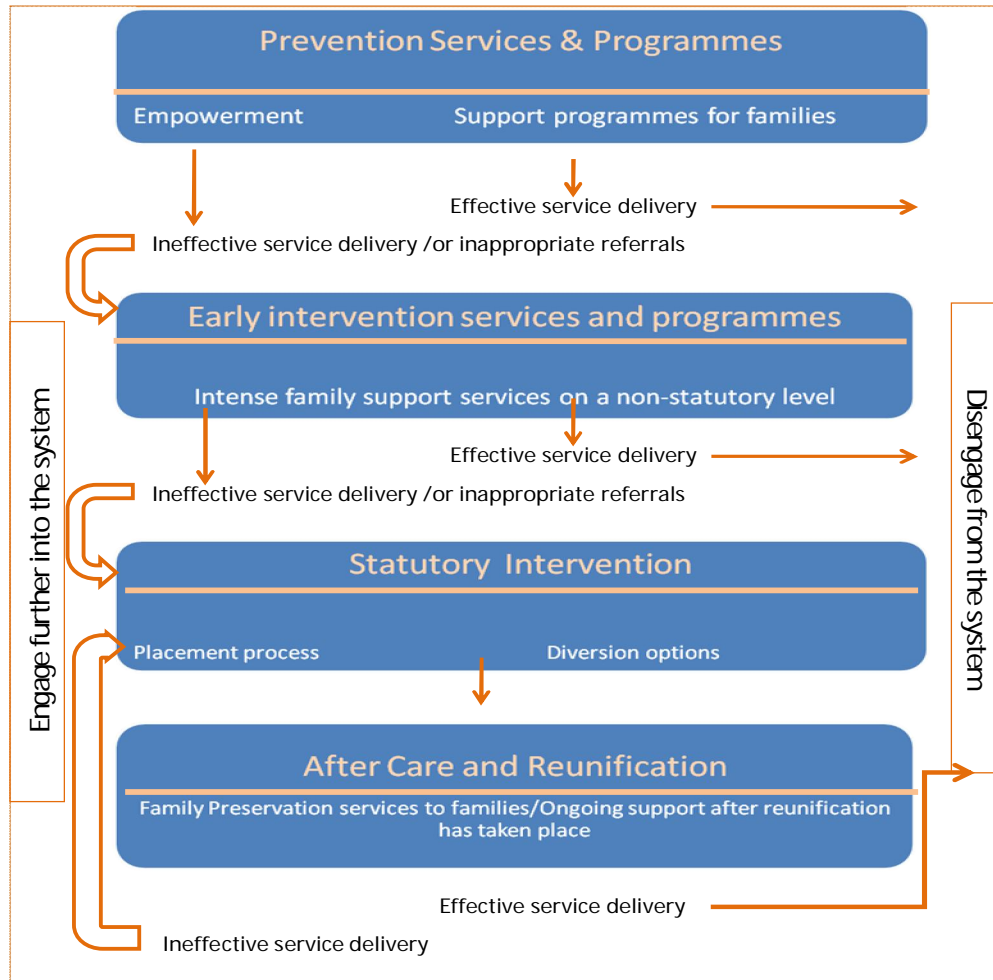 Prevention Services & Programmes
Empowerment
Support programmes for families
Effective service delivery
Ineffective service delivery /or inappropriate referrals
Early intervention services and programmes
Intense family support services on a non-statutory level
Effective service delivery
Ineffective service delivery /or inappropriate referrals
Engage further into the system
Disengage from the system
Statutory Intervention
Placement process
Diversion options
After Care and Reunification
Family Preservation services to families/Ongoing support after reunification
has taken place
Effective service delivery
Ineffective service delivery